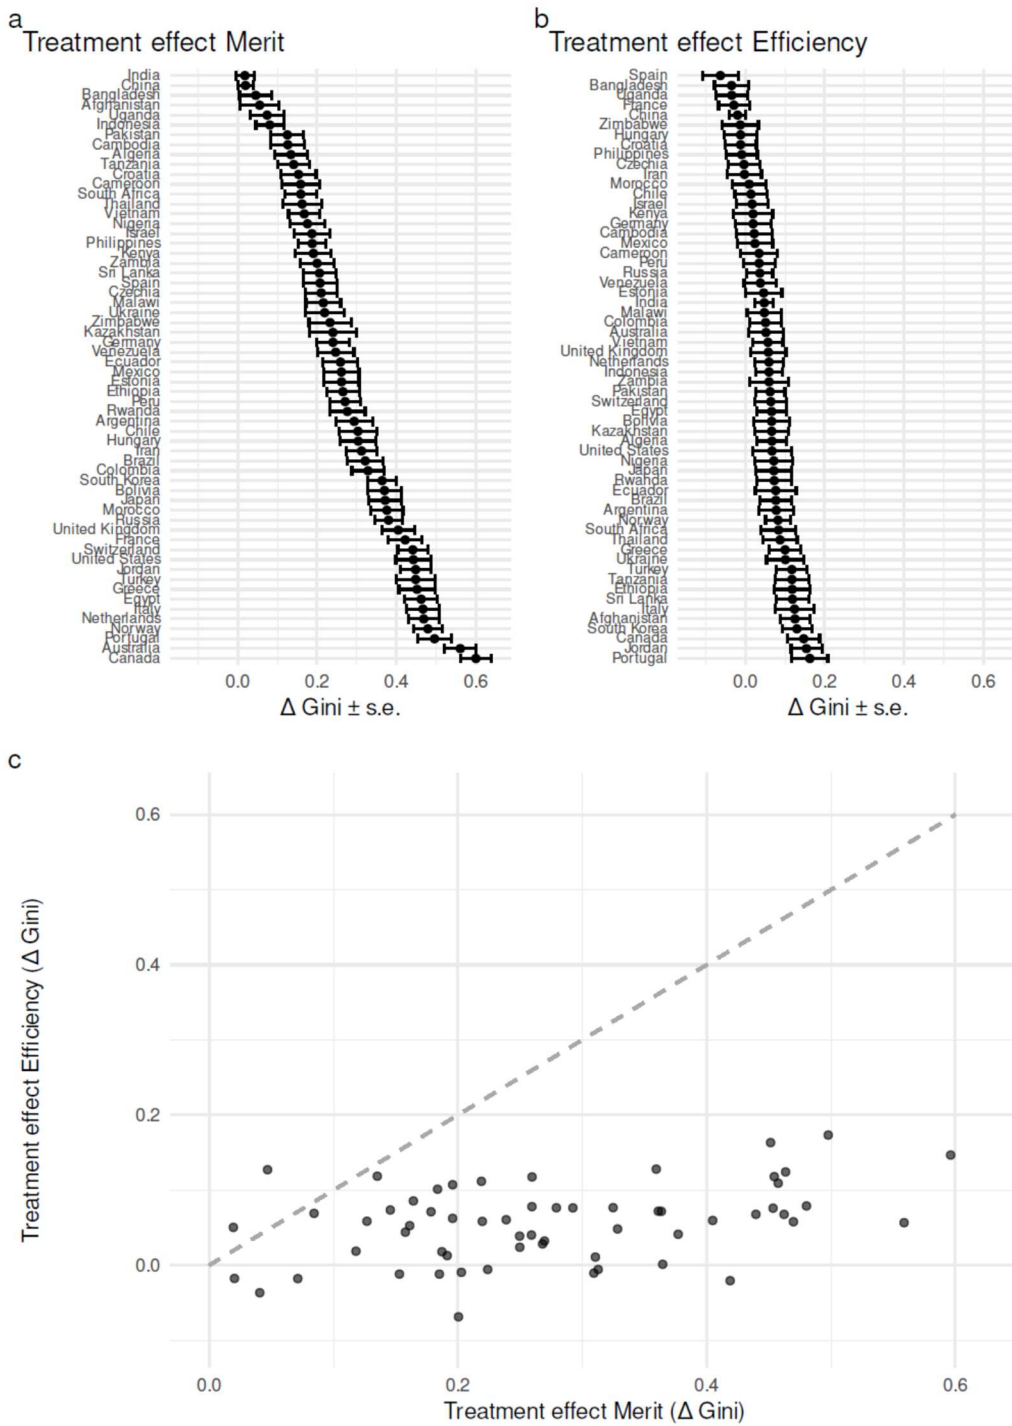 a
Treatment effect Merit
India
China
Bangladesh
Afghanistan
Uganda
Indonesia
Pakistan
Cambodia
Algeria
Tanzania
Croatia
Cameroon
South Africa
Thailand
Vietnam
Nigeria
Israel
Philippines
Kenya
Zambia
Sri Lanka
Spain
Czechia
Malawi
Ukraine
Zimbabwe
Kazakhstan
Germany
Venezuela
Ecuador
Mexico
Estonia
Ethiopia
Peru
Rwanda
Argentina
Chile
Hungary
Iran
Brazil
Colombia
South Korea
Bolivia
Japan
Morocco
Russia
United Kingdom
France
Switzerland
United States
Jordan
Turkey
Greece
Egypt
Italy
Netherlands
Norway
Portugal
Australia
Canada
0.0 0.2 0.4 0.6
Δ Gini ± s.e.
b
Treatment effect Efficiency
Spain
Bangladesh
Uganda
France
China
Zimbabwe
Hungary
Croatia
Philippines
Czechia
Iran
Morocco
Chile
Israel
Kenya
Germany
Cambodia
Mexico
Cameroon
Peru
Russia
Venezuela
Estonia
India
Malawi
Colombia
Australia
Vietnam
United Kingdom
Netherlands
Indonesia
Zambia
Pakistan
Switzerland
Egypt
Bolivia
Kazakhstan
Algeria
United States
Nigeria
Japan
Rwanda
Ecuador
Brazil
Argentina
Norway
South Africa
Thailand
Greece
Ukraine
Turkey
Tanzania
Ethiopia
Sri Lanka
Italy
Afghanistan
South Korea
Canada
Jordan
Portugal
0.0 0.2 0.4 0.6
Δ Gini ± s.e.
c
Treatment effect Efficiency (Δ Gini)
0.6
0.4
0.2
0.0
0.0 0.2 0.4 0.6
Treatment effect Merit (Δ Gini)